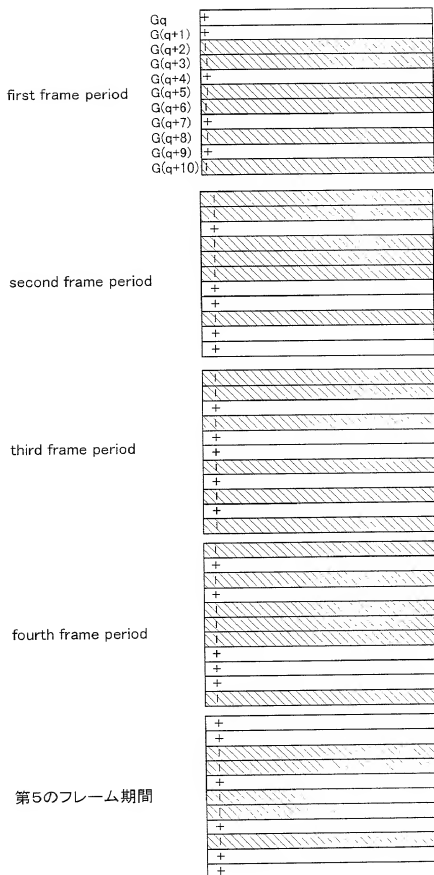 Gq +
G(q+1) +
G(q+2) -
G(q+3) -
first frame period G(q+4) +
G(q+5) -
G(q+6) -
G(q+7) +
G(q+8) -
G(q+9) +
G(q+10) -
-
-
+
-
-
second frame period -
+
+
-
+
+
-
-
+
-
+
third frame period +
-
+
-
+
-
-
+
-
+
-
-
fourth frame period -
+
+
+
-
+
+
-
-
+
第5のフレーム期間 -
-
+
-
+
+